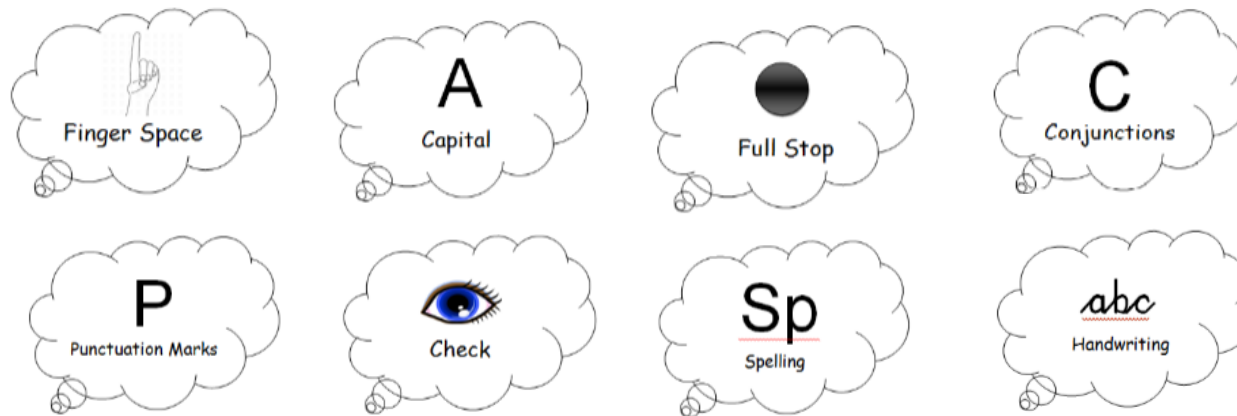 Finger Space
A
Capital
Full Stop
C
Conjunctions
P
Punctuation Marks
Check
Sp
Spelling
abc
Handwriting